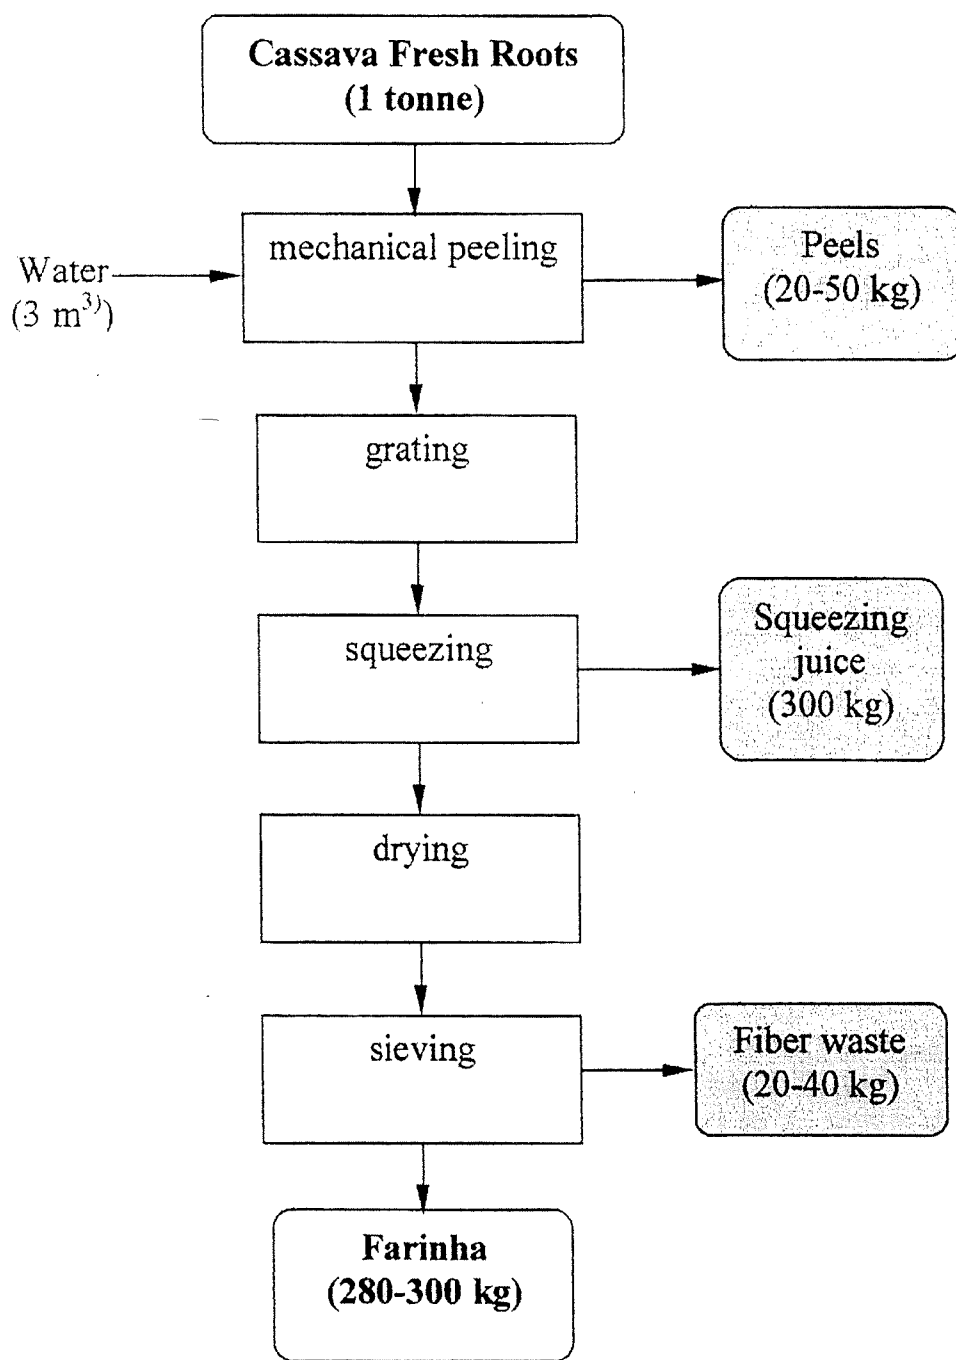 Cassava Fresh Roots
(1 tonne)
mechanical peeling
Water
(3 m³⁾)
Peels
(20-50 kg)
grating
squeezing
Squeezing
juice
(300 kg)
drying
sieving
Fiber waste
(20-40 kg)
Farinha
(280-300 kg)